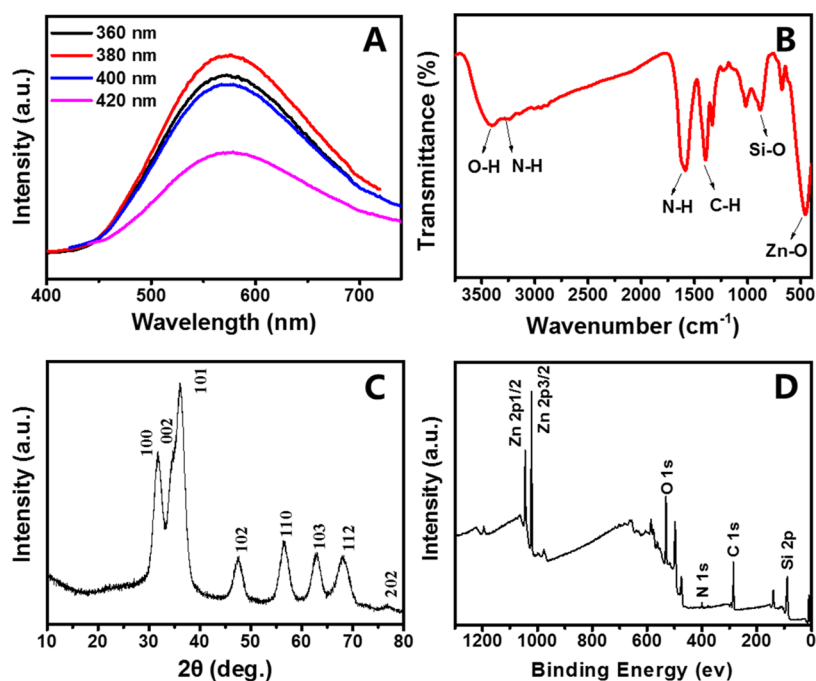 A
360 nm
380 nm
400 nm
420 nm
Intensity (a.u.)
400 500 600 700
Wavelength (nm)
B
Transmittance (%)
O-H
N-H
N-H
C-H
Si-O
Zn-O
3500 3000 2500 2000 1500 1000 500
Wavenumber (cm⁻¹)
C
Intensity (a.u.)
100
002
101
102
110
103
112
202
10 20 30 40 50 60 70 80
2θ (deg.)
D
Intensity (a.u.)
Zn 2p1/2
Zn 2p3/2
O 1s
N 1s
C 1s
Si 2p
1200 1000 800 600 400 200 0
Binding Energy (ev)